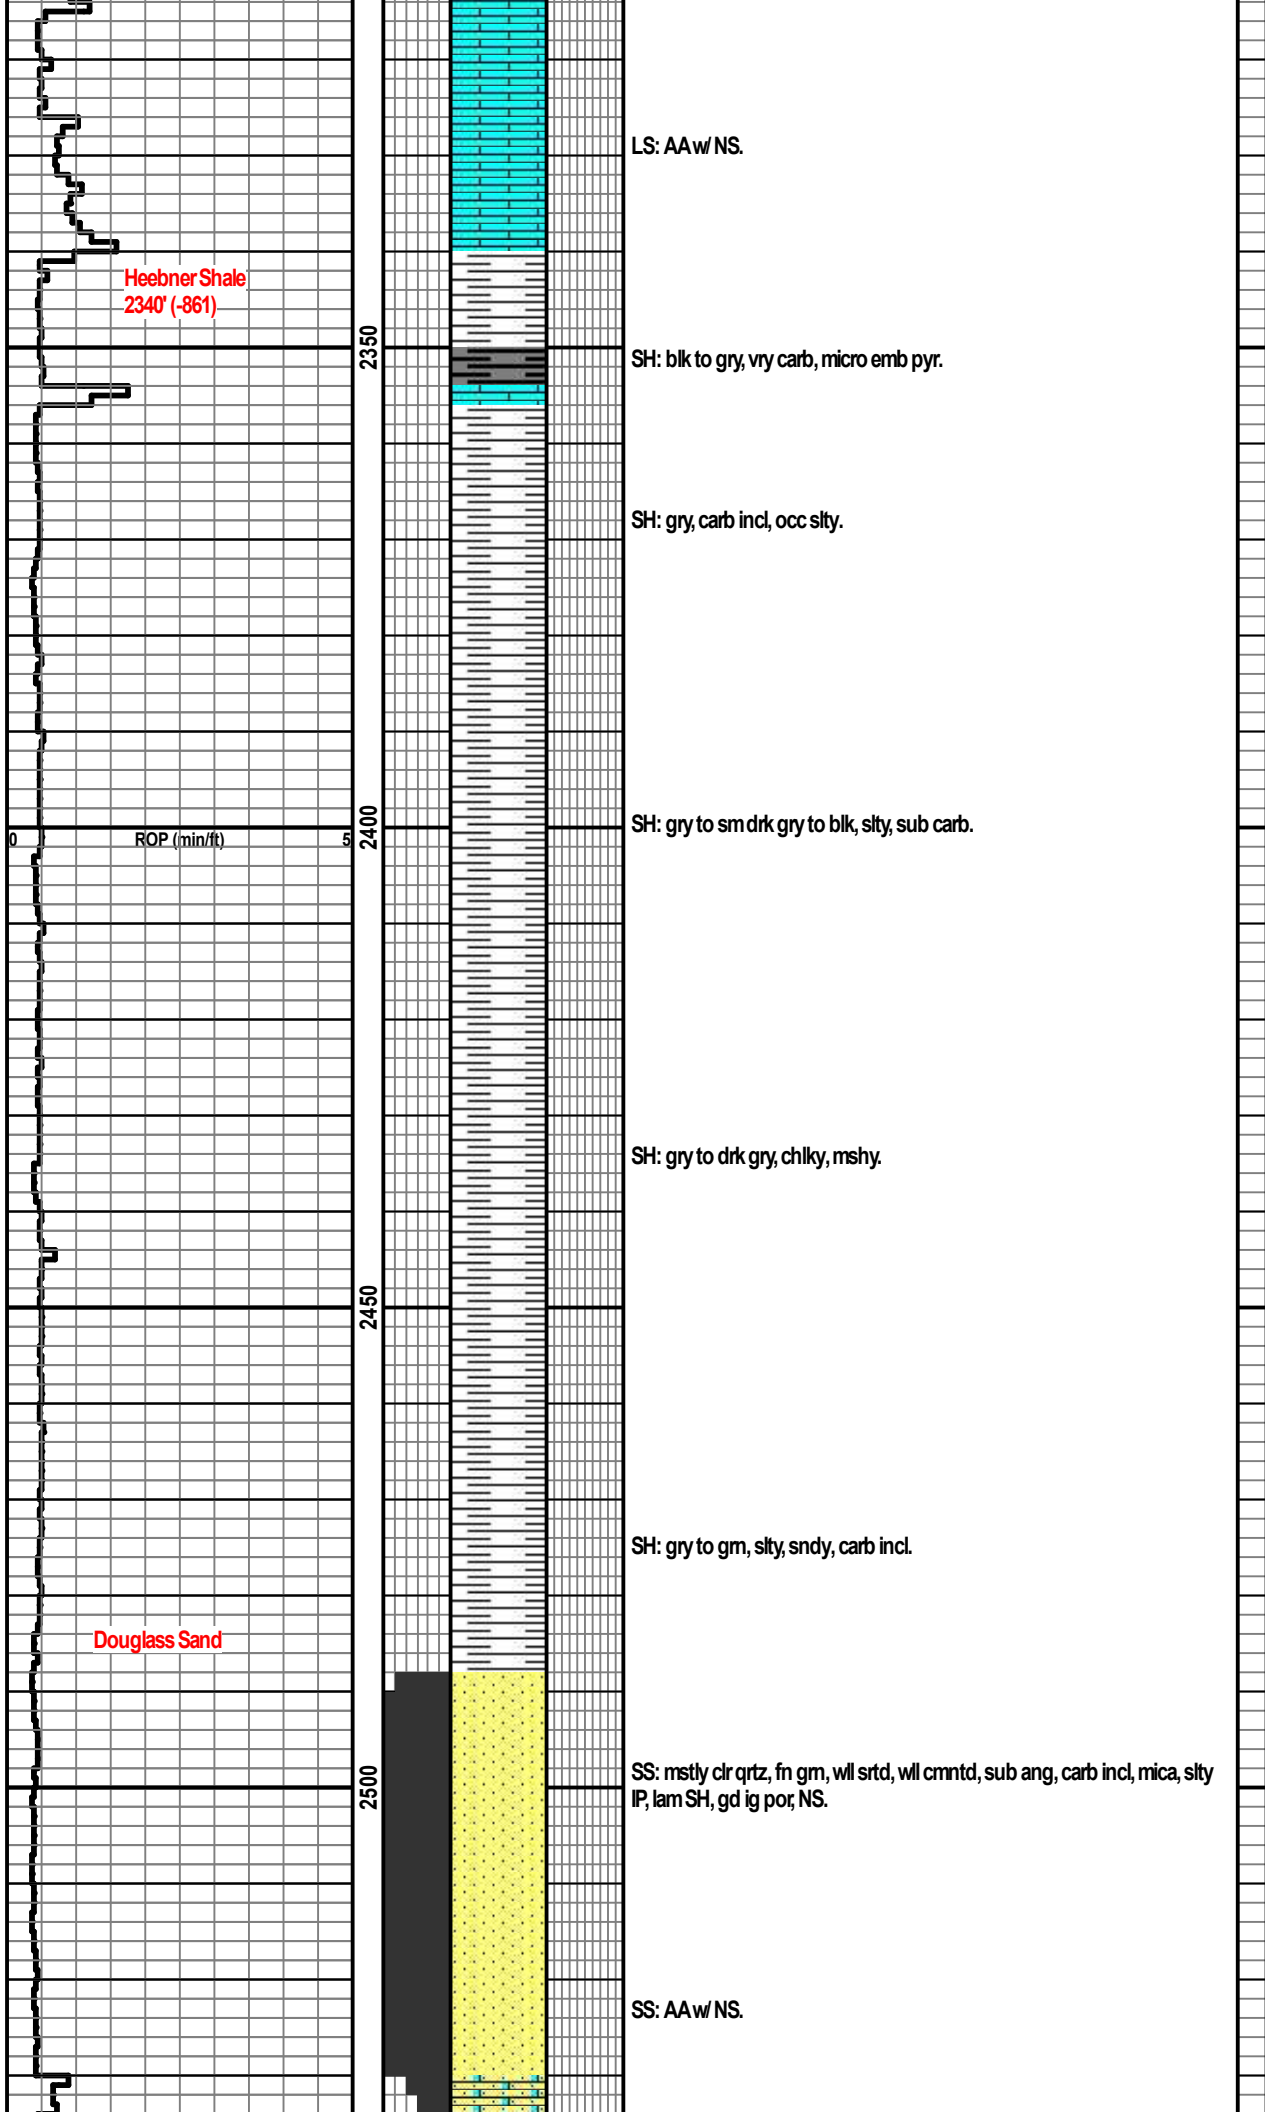 LS: AA w/ NS.
Heebner Shale
2340' (-861)
2350
SH: blk to gry, vry carb, micro emb pyr.
SH: gry, carb incl, occ slty.
2400
SH: gry to sm drk gry to blk, slty, sub carb.
0 ROP (min/ft) 5
SH: gry to drk gry, chlky, mshy.
2450
SH: gry to grn, slty, sndy, carb incl.
Douglass Sand
2500
SS: mstly clr qrtz, fn grn, wll srtd, wll cmntd, sub ang, carb incl, mica, slty
IP, lam SH, gd ig por, NS.
SS: AA w/ NS.